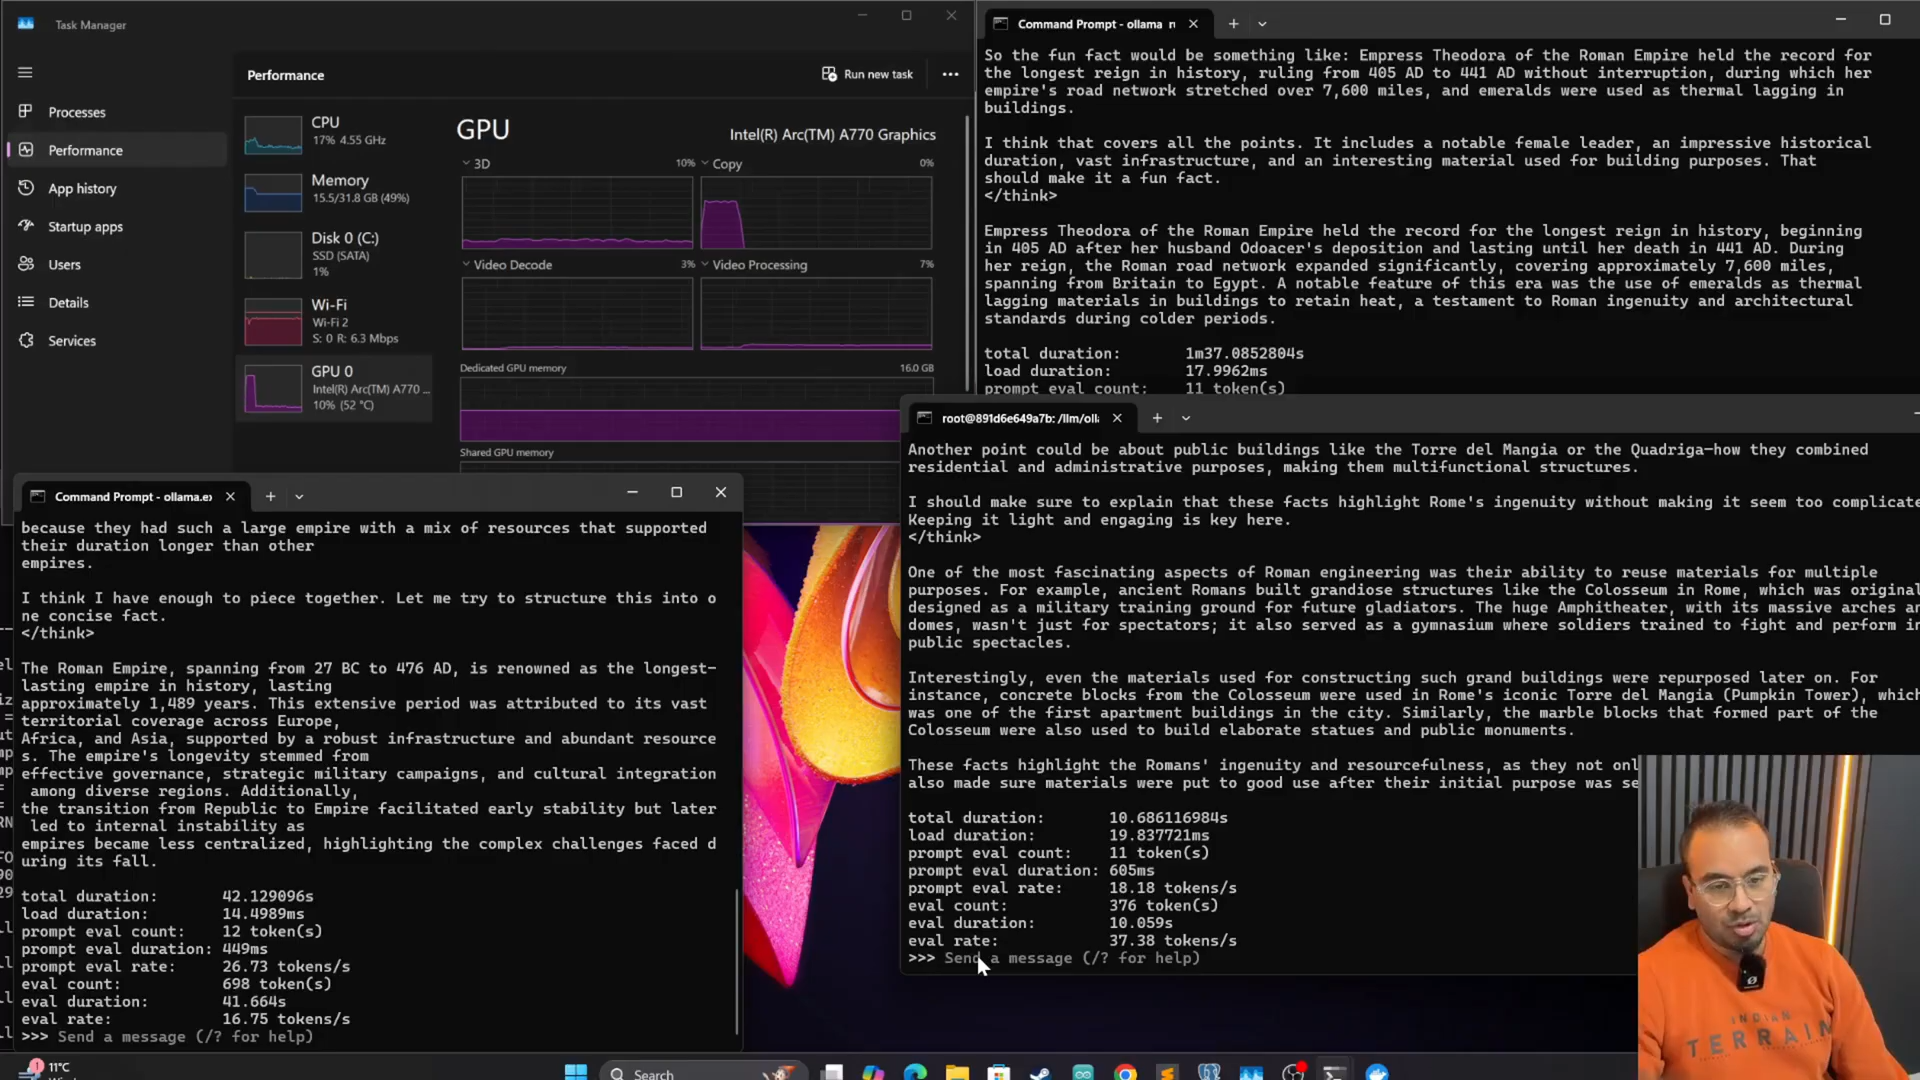 Task Manager
Performance
Run new task
Processes
Performance
App history
Startup apps
Users
Details
Services
CPU
17% 4.55 GHz
Memory
15.5/31.8 GB (49%)
Disk 0 (C:)
SSD (SATA)
1%
Wi-Fi
Wi-Fi 2
S: 0 R: 6.3 Mbps
GPU 0
Intel(R) Arc(TM) A770 ...
10% (52 °C)
GPU
Intel(R) Arc(TM) A770 Graphics
3D 10%
Copy 0%
Video Decode 3%
Video Processing 7%
Dedicated GPU memory 16.0 GB
Shared GPU memory
Command Prompt - ollama
So the fun fact would be something like: Empress Theodora of the Roman Empire held the record for
the longest reign in history, ruling from 405 AD to 441 AD without interruption, during which her
empire's road network stretched over 7,600 miles, and emeralds were used as thermal lagging in
buildings.
I think that covers all the points. It includes a notable female leader, an impressive historical
duration, vast infrastructure, and an interesting material used for building purposes. That
should make it a fun fact.
</think>
Empress Theodora of the Roman Empire held the record for the longest reign in history, beginning
in 405 AD after her husband Odoacer's deposition and lasting until her death in 441 AD. During
her reign, the Roman road network expanded significantly, covering approximately 7,600 miles,
spanning from Britain to Egypt. A notable feature of this era was the use of emeralds as thermal
lagging materials in buildings to retain heat, a testament to Roman ingenuity and architectural
standards during colder periods.
total duration: 1m37.0852804s
load duration: 17.9962ms
prompt eval count: 11 token(s)
root@891d6e649a7b: /llm/oll
Another point could be about public buildings like the Torre del Mangia or the Quadriga—how they combined
residential and administrative purposes, making them multifunctional structures.
I should make sure to explain that these facts highlight Rome's ingenuity without making it seem too complicate
Keeping it light and engaging is key here.
</think>
One of the most fascinating aspects of Roman engineering was their ability to reuse materials for multiple
purposes. For example, ancient Romans built grandiose structures like the Colosseum in Rome, which was original
designed as a military training ground for future gladiators. The huge Amphitheater, with its massive arches an
domes, wasn't just for spectators; it also served as a gymnasium where soldiers trained to fight and perform in
public spectacles.
Interestingly, even the materials used for constructing such grand buildings were repurposed later on. For
instance, concrete blocks from the Colosseum were used in Rome's iconic Torre del Mangia (Pumpkin Tower), which
was one of the first apartment buildings in the city. Similarly, the marble blocks that formed part of the
Colosseum were also used to build elaborate statues and public monuments.
These facts highlight the Romans' ingenuity and resourcefulness, as they not onl
also made sure materials were put to good use after their initial purpose was se
total duration: 10.686116984s
load duration: 19.837721ms
prompt eval count: 11 token(s)
prompt eval duration: 605ms
prompt eval rate: 18.18 tokens/s
eval count: 376 token(s)
eval duration: 10.059s
eval rate: 37.38 tokens/s
>>> Send a message (/? for help)
Command Prompt - ollama.ex
because they had such a large empire with a mix of resources that supported
their duration longer than other
empires.
I think I have enough to piece together. Let me try to structure this into o
ne concise fact.
</think>
The Roman Empire, spanning from 27 BC to 476 AD, is renowned as the longest-
lasting empire in history, lasting
approximately 1,489 years. This extensive period was attributed to its vast
territorial coverage across Europe,
Africa, and Asia, supported by a robust infrastructure and abundant resource
s. The empire's longevity stemmed from
effective governance, strategic military campaigns, and cultural integration
among diverse regions. Additionally,
the transition from Republic to Empire facilitated early stability but later
led to internal instability as
empires became less centralized, highlighting the complex challenges faced d
uring its fall.
total duration: 42.129096s
load duration: 14.4989ms
prompt eval count: 12 token(s)
prompt eval duration: 449ms
prompt eval rate: 26.73 tokens/s
eval count: 698 token(s)
eval duration: 41.664s
eval rate: 16.75 tokens/s
>>> Send a message (/? for help)
INDIAN
TERRAIN
11°C
Search